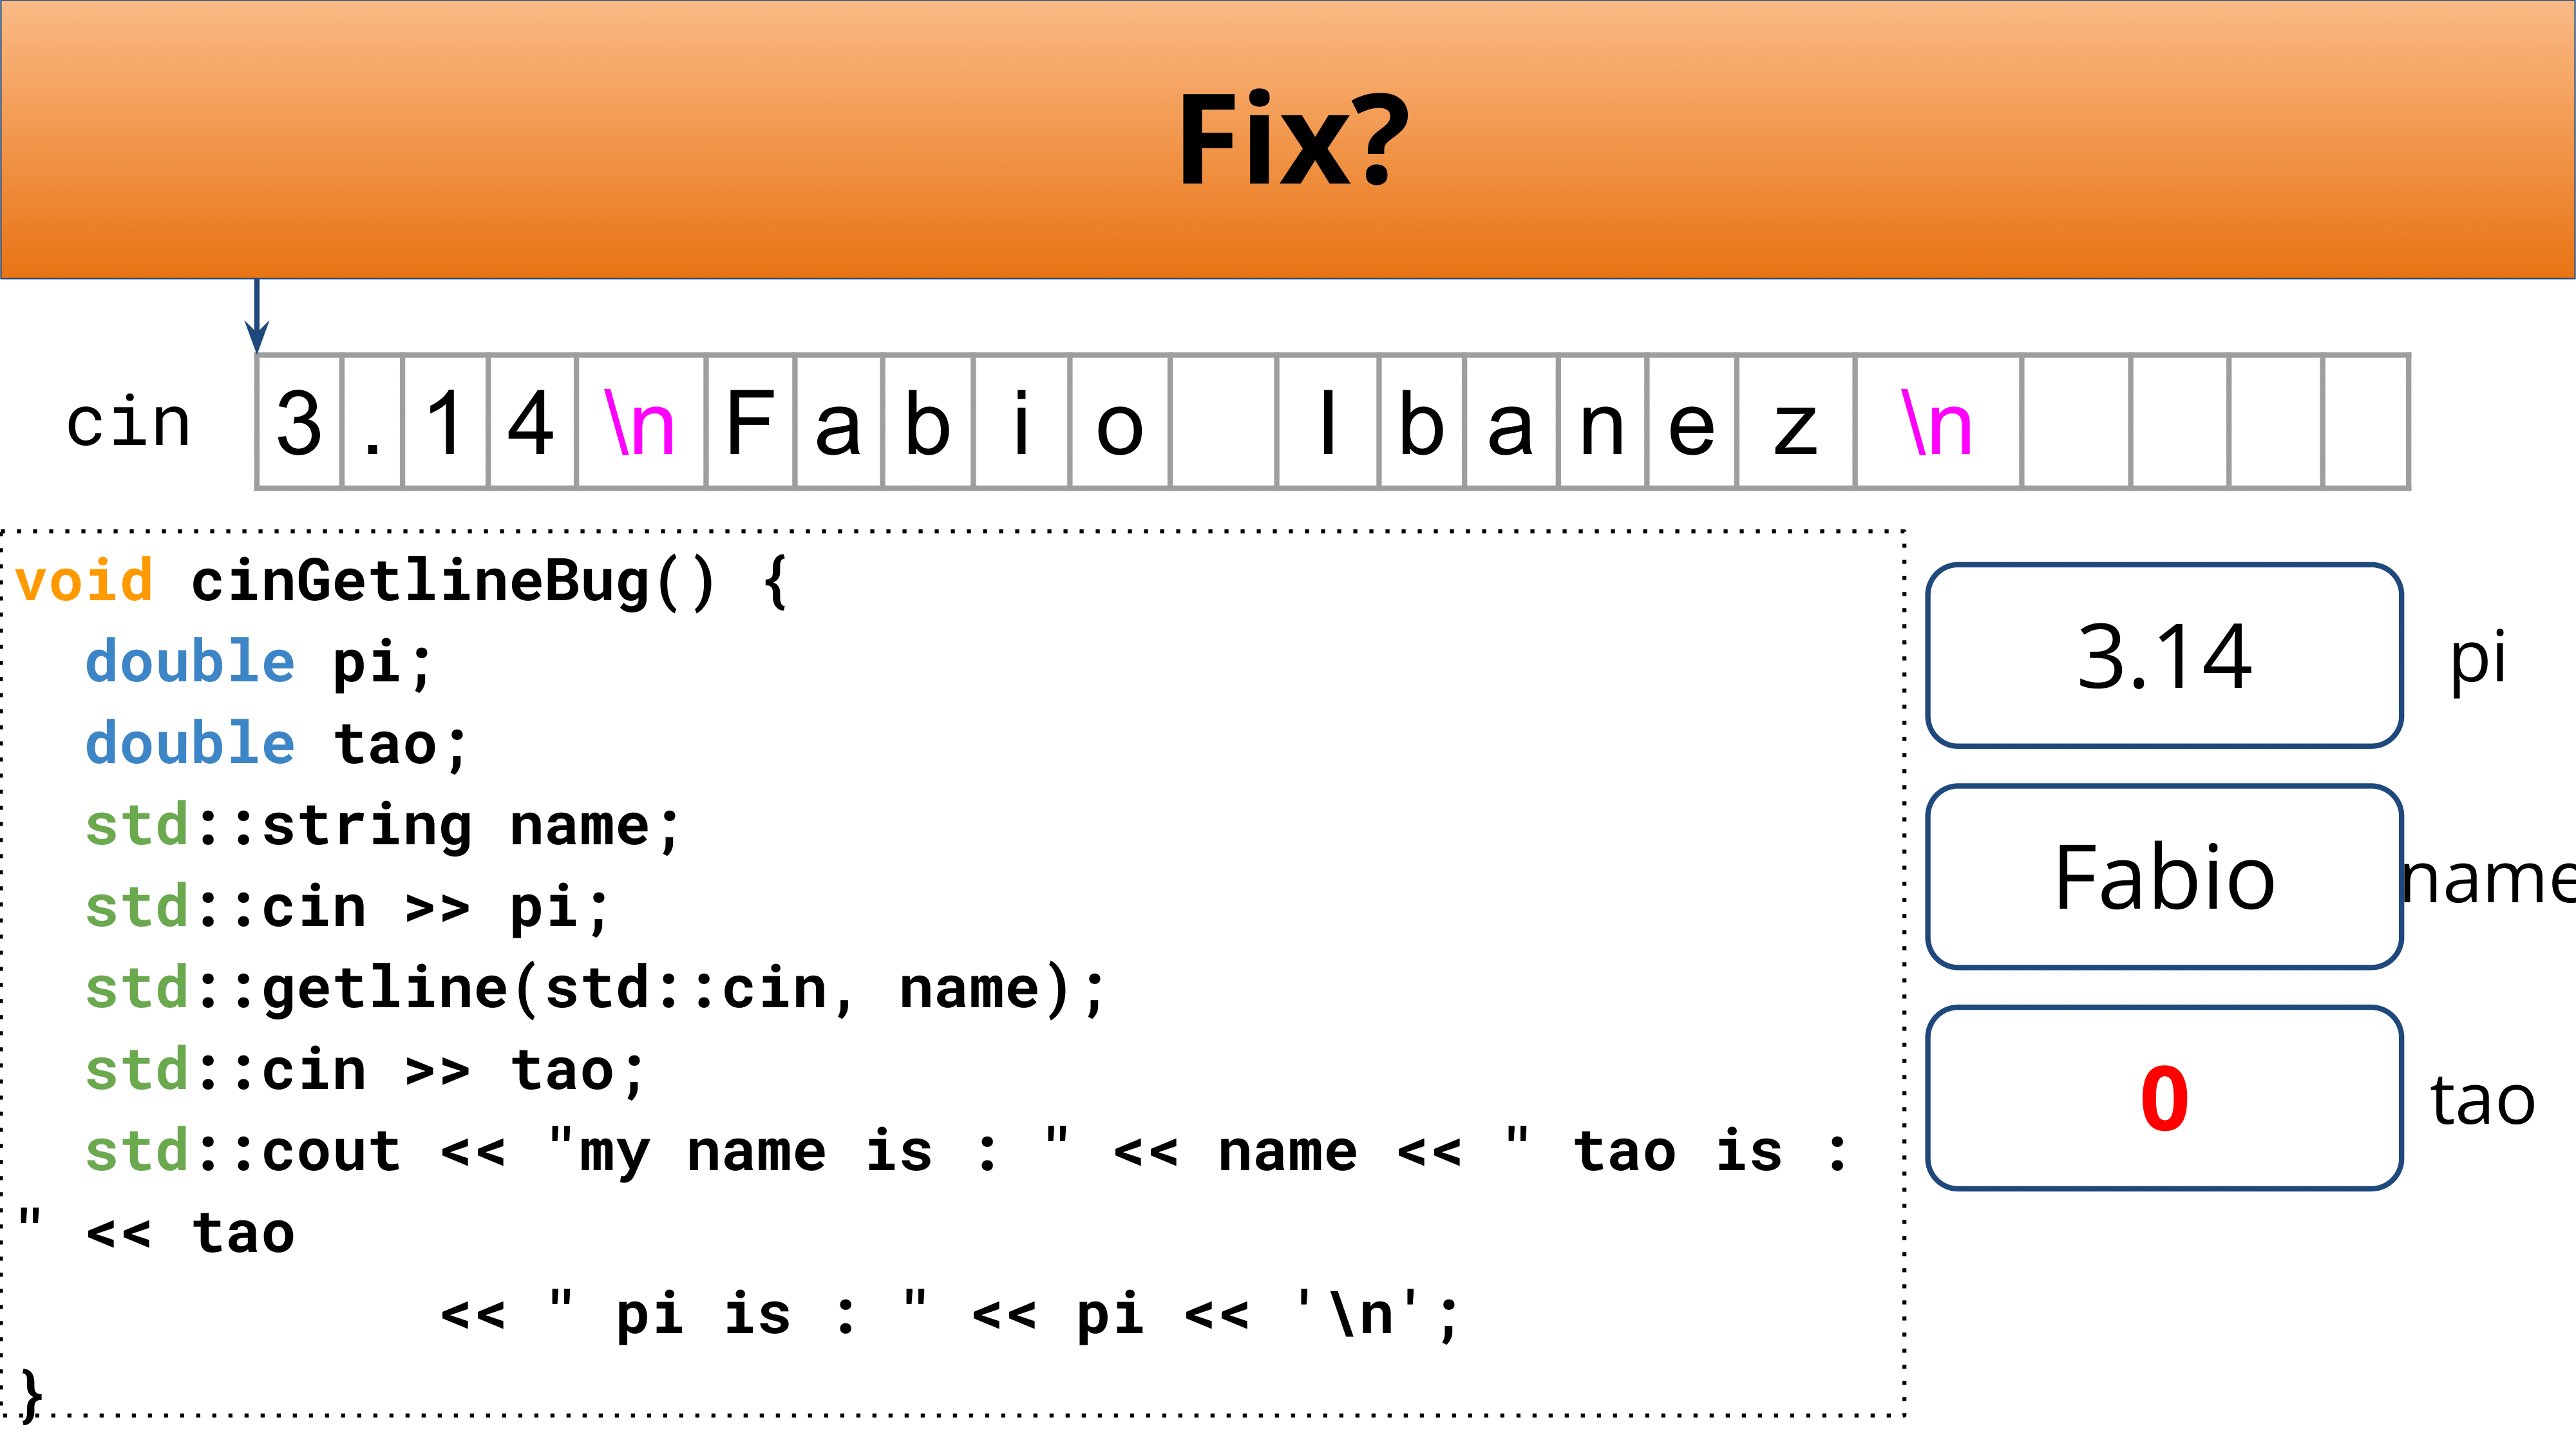 Fix?
cin 3 . 1 4 \n F a b i o I b a n e z \n
void cinGetlineBug() {
  double pi;
  double tao;
  std::string name;
  std::cin >> pi;
  std::getline(std::cin, name);
  std::cin >> tao;
  std::cout << "my name is : " << name << " tao is :
" << tao
            << " pi is : " << pi << '\n';
}
3.14 pi
Fabio name
0 tao